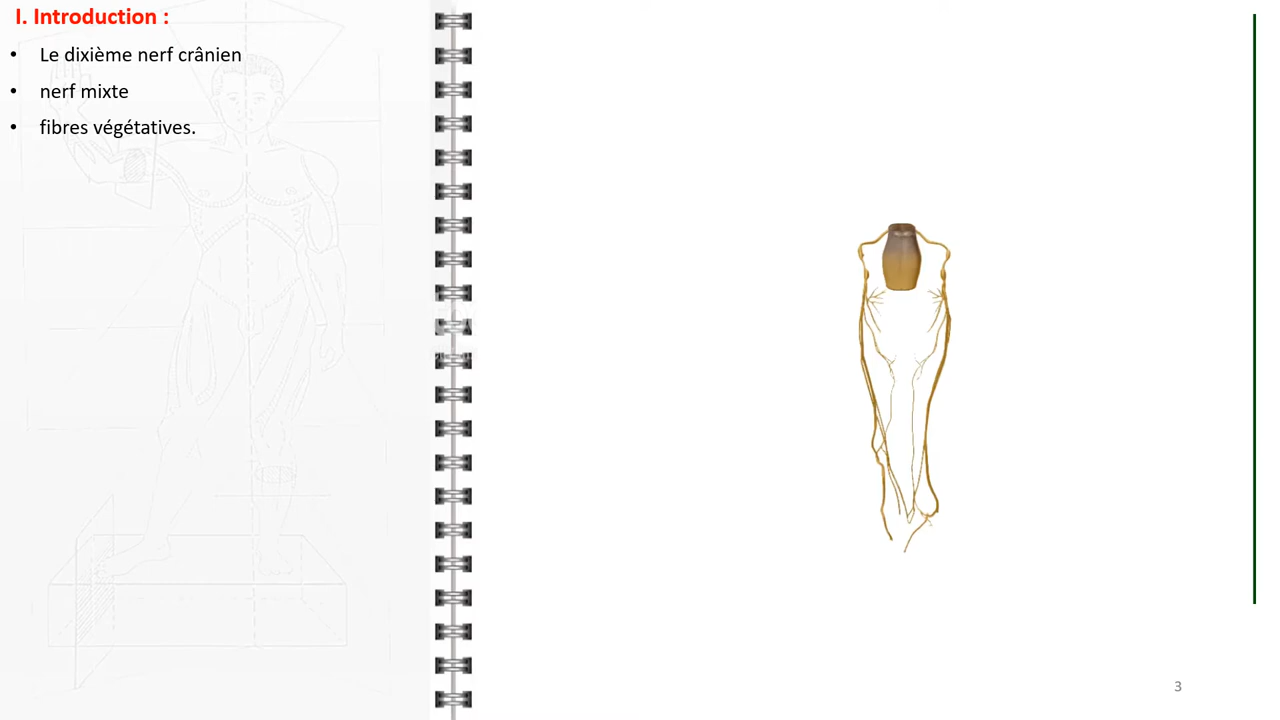 I. Introduction :
• Le dixième nerf crânien
• nerf mixte
• fibres végétatives.
3